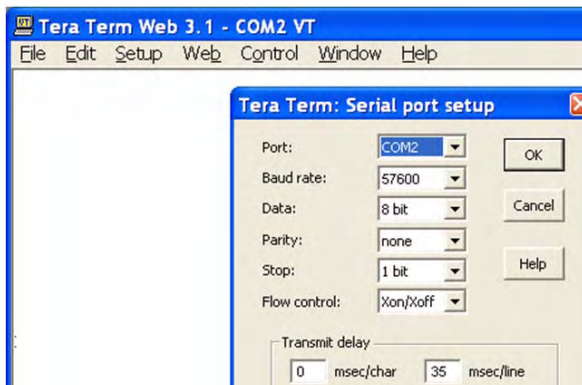 Tera Term Web 3.1 - COM2 VT
File Edit Setup Web Control Window Help
Tera Term: Serial port setup
Port: COM2 OK
Baud rate: 57600
Data: 8 bit Cancel
Parity: none
Stop: 1 bit Help
Flow control: Xon/Xoff
Transmit delay
0 msec/char 35 msec/line